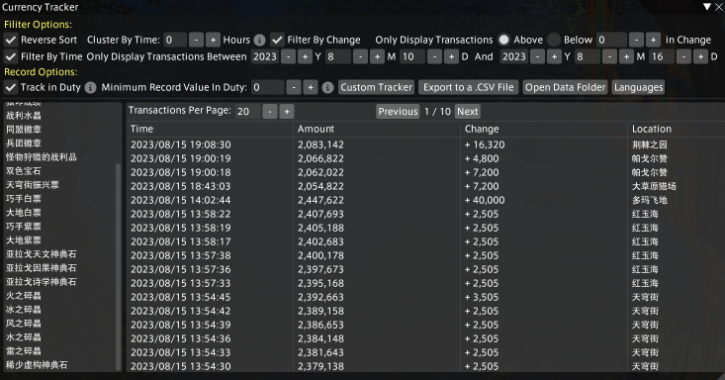 Currency Tracker
Filiter Options:
Reverse Sort Cluster By Time: 0 - + Hours Filter By Change Only Display Transactions Above Below 0 - + in Change
Filter By Time Only Display Transactions Between 2023 - + Y 8 - + M 10 - + D And 2023 - + Y 8 - + M 16 - + D
Record Options:
Track in Duty Minimum Record Value In Duty: 0 - + Custom Tracker Export to a .CSV File Open Data Folder Languages
战利水晶
同盟徽章
兵团徽章
怪物狩猎的战利品
双色宝石
天穹街振兴票
巧手白票
大地白票
巧手紫票
大地紫票
亚拉戈天文神典石
亚拉戈因果神典石
亚拉戈诗学神典石
火之碎晶
冰之碎晶
风之碎晶
水之碎晶
雷之碎晶
稀少虚构神典石
Transactions Per Page: 20 - + Previous 1 / 10 Next
Time Amount Change Location
2023/08/15 19:08:30 2,083,142 + 16,320 荆棘之园
2023/08/15 19:00:19 2,066,822 + 4,800 帕戈尔赞
2023/08/15 19:00:18 2,062,022 + 7,200 帕戈尔赞
2023/08/15 18:43:03 2,054,822 + 7,200 大草原猎场
2023/08/15 14:02:44 2,447,622 + 40,000 多玛飞地
2023/08/15 13:58:22 2,407,693 + 2,505 红玉海
2023/08/15 13:58:19 2,405,188 + 2,505 红玉海
2023/08/15 13:58:17 2,402,683 + 2,505 红玉海
2023/08/15 13:57:38 2,400,178 + 2,505 红玉海
2023/08/15 13:57:36 2,397,673 + 2,505 红玉海
2023/08/15 13:57:33 2,395,168 + 2,505 红玉海
2023/08/15 13:54:45 2,392,663 + 3,505 天穹街
2023/08/15 13:54:42 2,389,158 + 2,505 天穹街
2023/08/15 13:54:39 2,386,653 + 2,505 天穹街
2023/08/15 13:54:36 2,384,148 + 2,505 天穹街
2023/08/15 13:54:33 2,381,643 + 2,505 天穹街
2023/08/15 13:54:30 2,379,138 + 2,505 天穹街